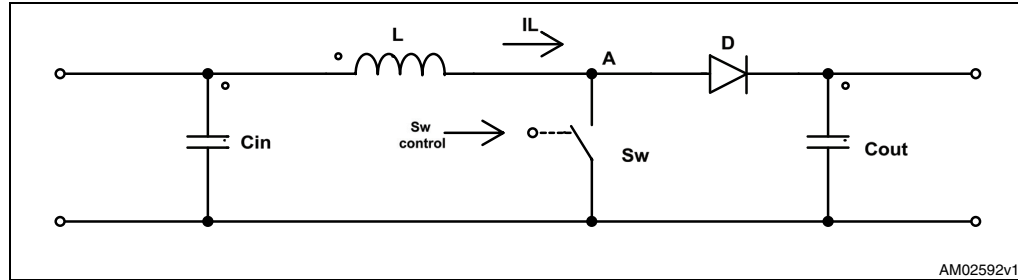 IL
L
D
A
Sw
control
Cin
Sw
Cout
AM02592v1